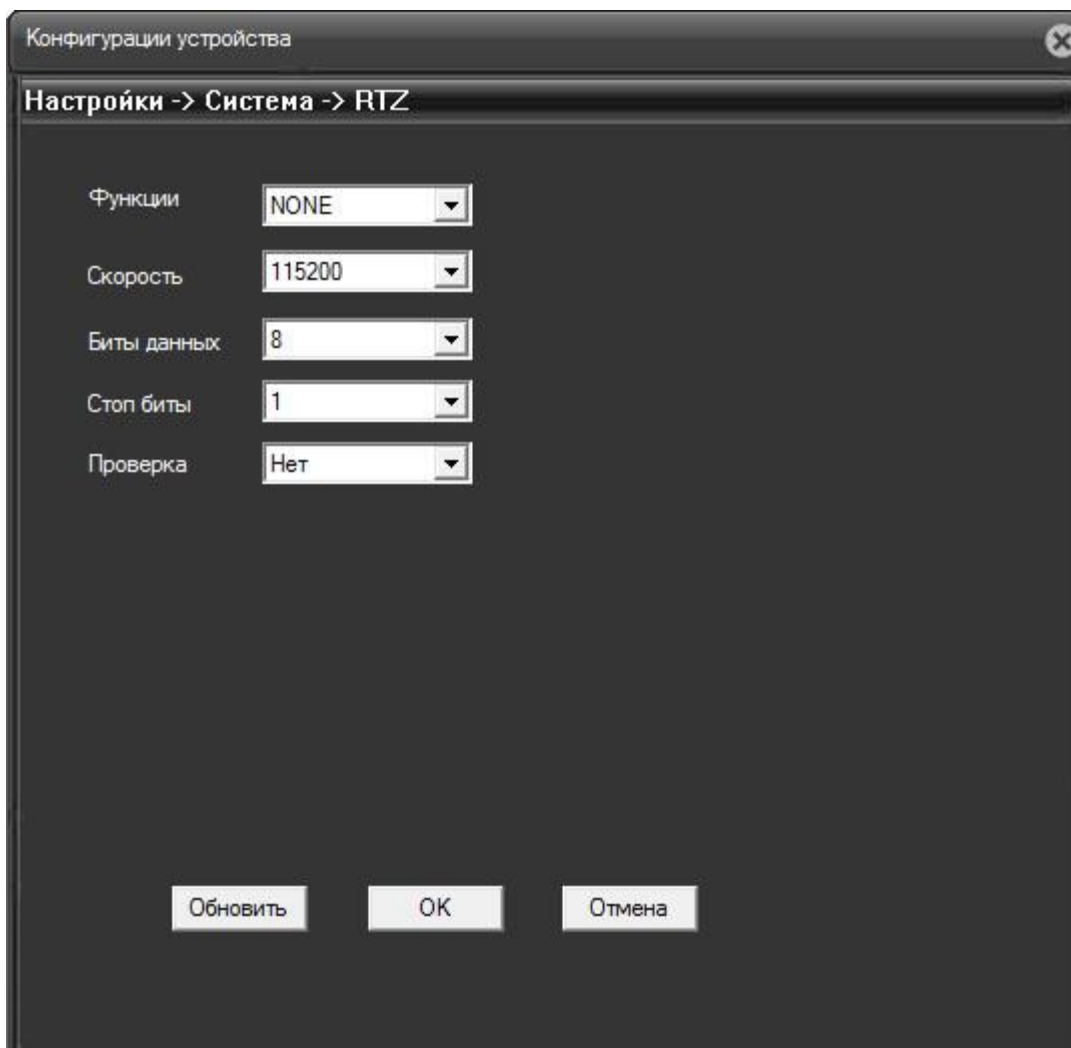 Конфигурации устройства
Настройки -> Система -> RTZ
Функции NONE
Скорость 115200
Биты данных 8
Стоп биты 1
Проверка Нет
Обновить OK Отмена